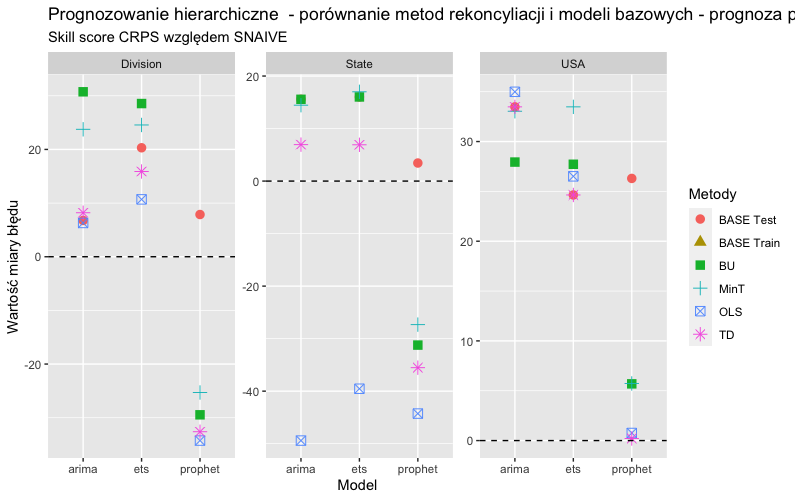 Prognozowanie hierarchiczne  - porównanie metod rekoncyliacji i modeli bazowych - prognoza p
Skill score CRPS względem SNAIVE
Division
State
USA
Wartość miary błędu
20
0
-20
20
0
-20
-40
30
20
10
0
arima
ets
prophet
arima
ets
prophet
arima
ets
prophet
Model
Metody
BASE Test
BASE Train
BU
MinT
OLS
TD